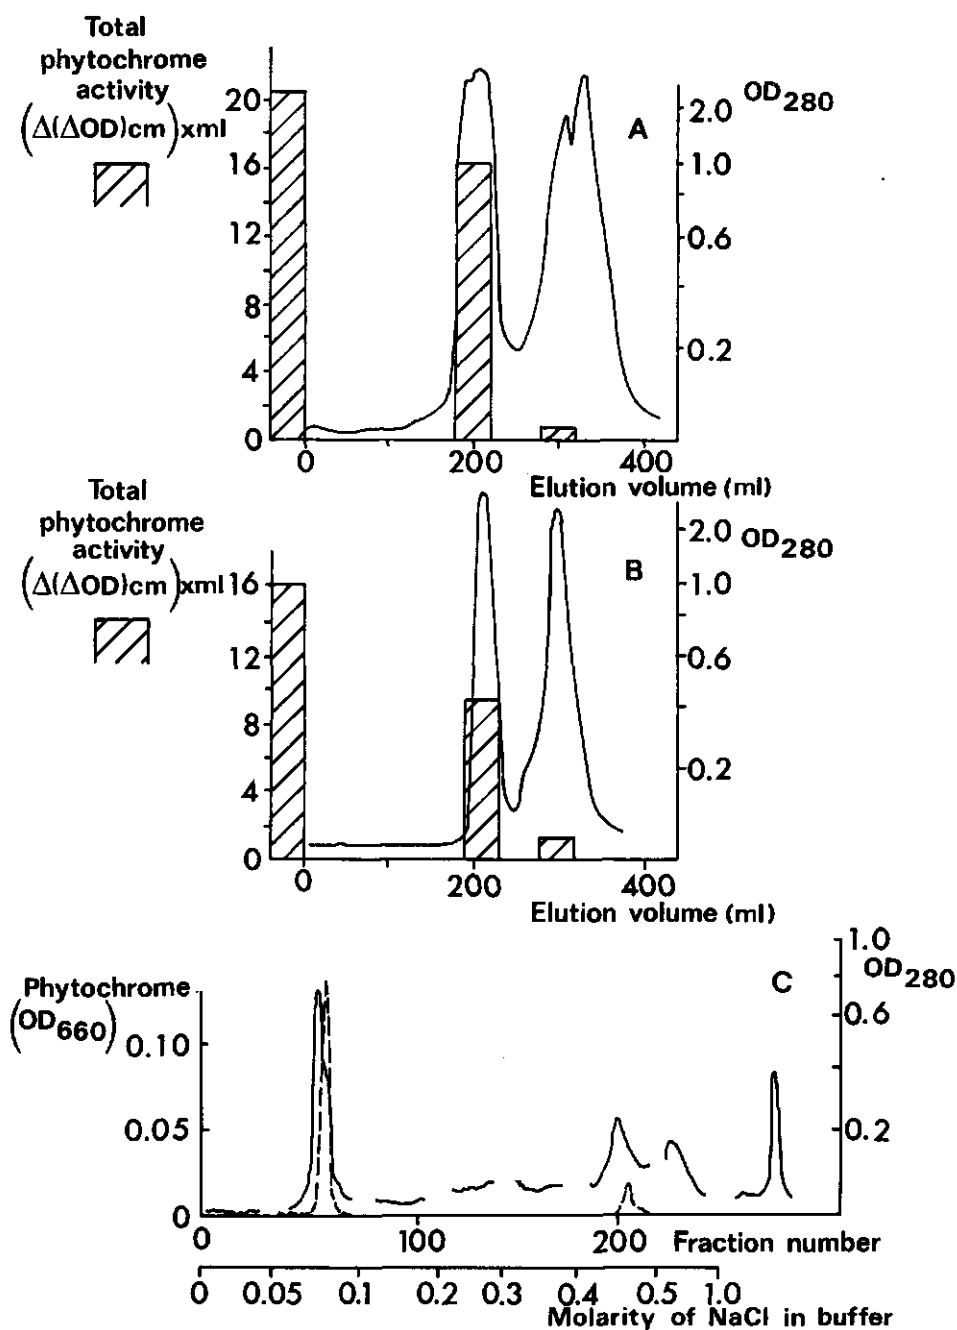 Total
phytochrome
activity
(Δ(ΔOD)cm)xml
OD280
A
20
16
12
8
4
0
2.0
1.0
0.6
0.2
0 200 400
Elution volume (ml)
Total
phytochrome
activity
(Δ(ΔOD)cm)xml
OD280
B
16
12
8
4
0
2.0
1.0
0.6
0.2
0 200 400
Elution volume (ml)
Phytochrome
(OD660)
C
OD280
0.10
0.05
0
1.0
0.6
0.2
0 100 200 Fraction number
0 0.05 0.1 0.2 0.3 0.4 0.5 1.0
Molarity of NaCl in buffer